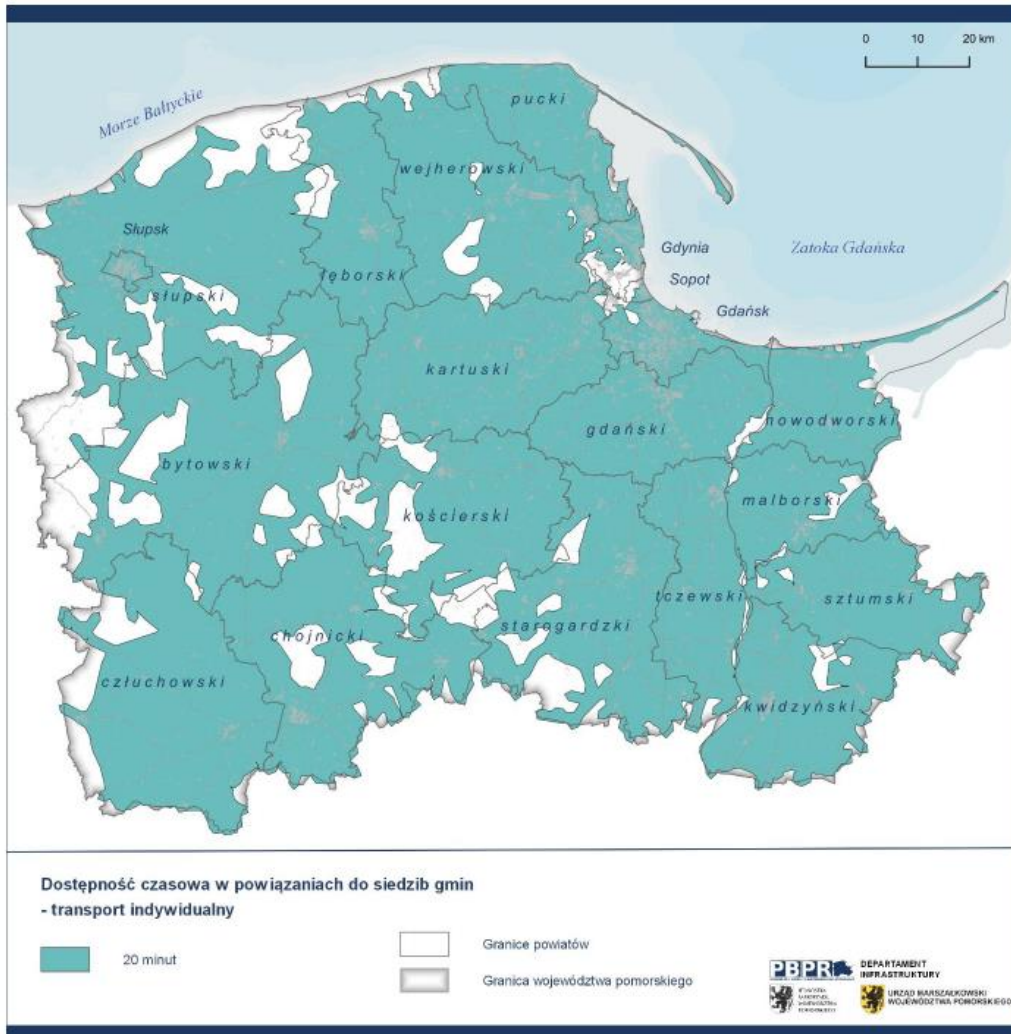 0 10 20 km
Morze Bałtyckie
pucki
wejherowski
Słupsk
Gdynia
Zatoka Gdańska
Sopot
lęborski
słupski
Gdańsk
kartuski
gdański
nowodworski
bytowski
malborski
kościerski
tczewski
sztumski
starogardzki
chojnicki
człuchowski
kwidzyński
Dostępność czasowa w powiązaniach do siedzib gmin
- transport indywidualny
20 minut
Granice powiatów
Granica województwa pomorskiego
PBPR
DEPARTAMENT
INFRASTRUKTURY
URZĄD MARSZAŁKOWSKI
WOJEWÓDZTWA POMORSKIEGO